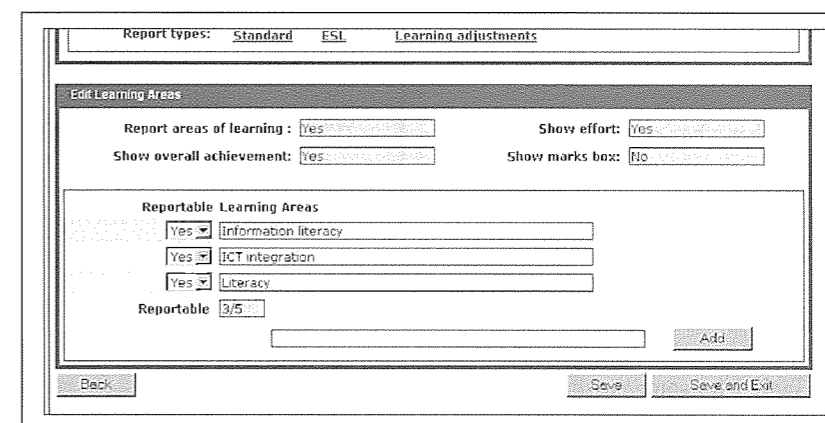 Report types: Standard ESL Learning adjustments
Edit Learning Areas
Report areas of learning : Yes Show effort: Yes
Show overall achievement: Yes Show marks box: No
Reportable Learning Areas
Yes Information literacy
Yes ICT integration
Yes Literacy
Reportable 3/5
Add
Back Save Save and Exit